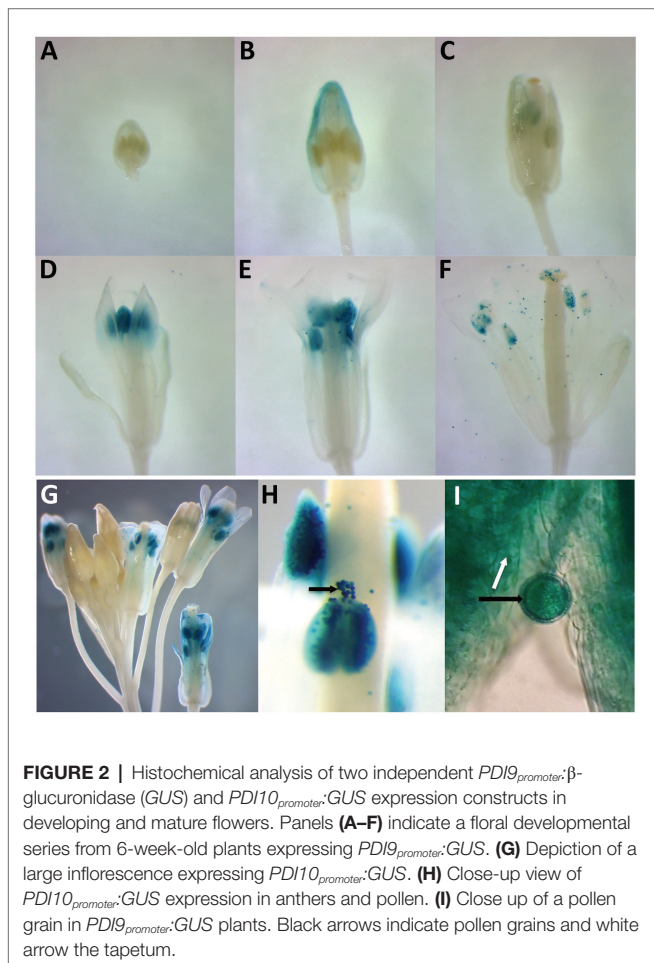 A
B
C
D
E
F
G
H
I
FIGURE 2 | Histochemical analysis of two independent PDI9promoter:β-
glucuronidase (GUS) and PDI10promoter:GUS expression constructs in
developing and mature flowers. Panels (A–F) indicate a floral developmental
series from 6-week-old plants expressing PDI9promoter:GUS. (G) Depiction of a
large inflorescence expressing PDI10promoter:GUS. (H) Close-up view of
PDI10promoter:GUS expression in anthers and pollen. (I) Close up of a pollen
grain in PDI9promoter:GUS plants. Black arrows indicate pollen grains and white
arrow the tapetum.